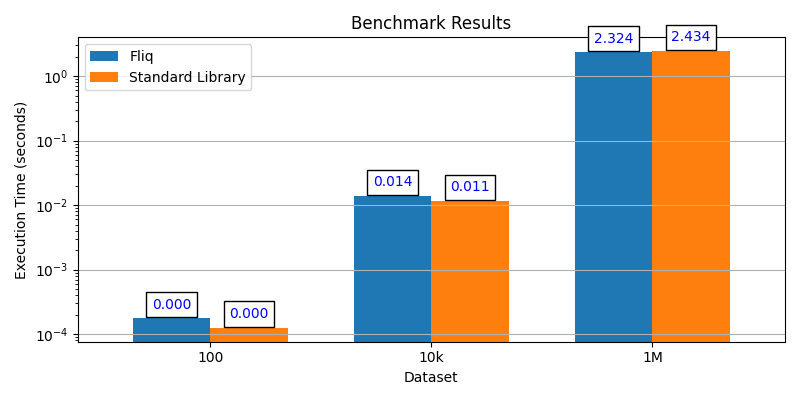 Benchmark Results
Fliq
Standard Library
2.324
2.434
0.014
0.011
0.000
0.000
10⁰
10⁻¹
10⁻²
10⁻³
10⁻⁴
Execution Time (seconds)
100
10k
1M
Dataset